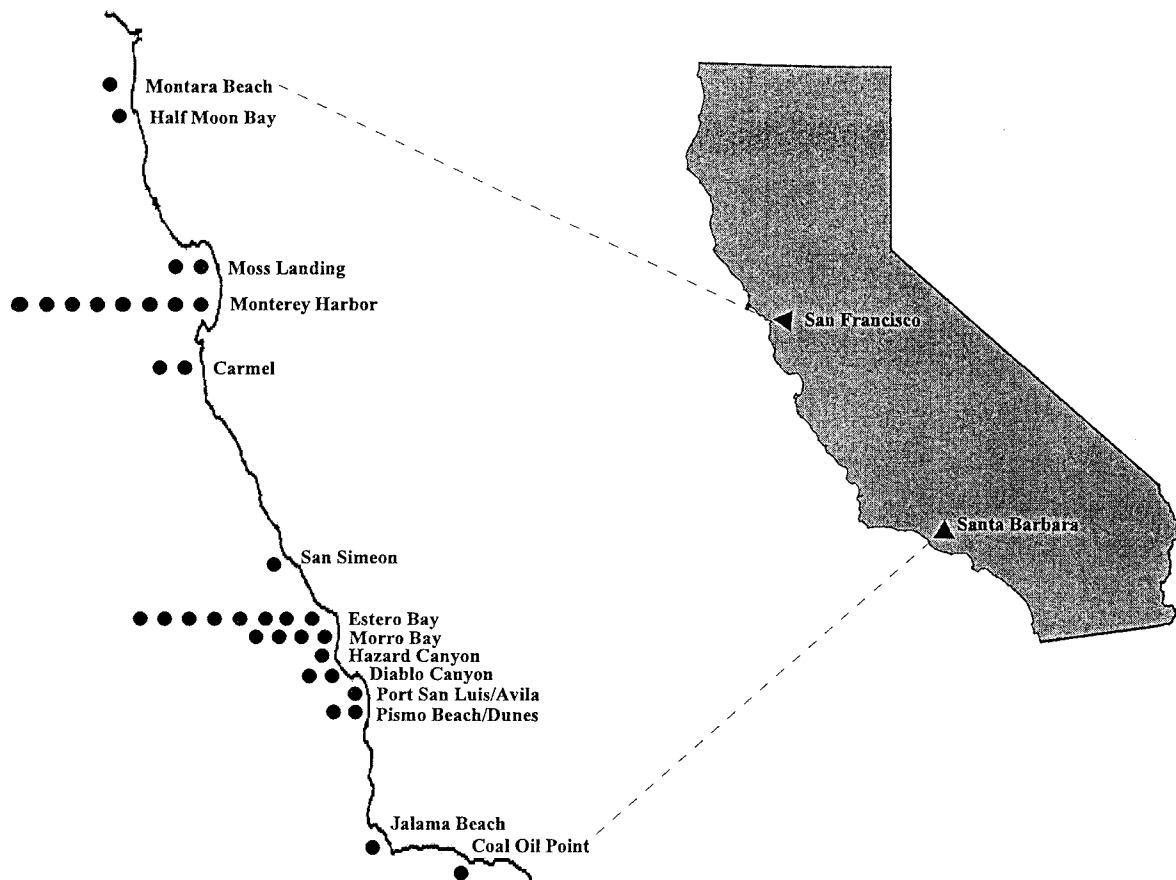 Montara Beach
Half Moon Bay
Moss Landing
Monterey Harbor
Carmel
San Simeon
Estero Bay
Morro Bay
Hazard Canyon
Diablo Canyon
Port San Luis/Avila
Pismo Beach/Dunes
Jalama Beach
Coal Oil Point
San Francisco
Santa Barbara